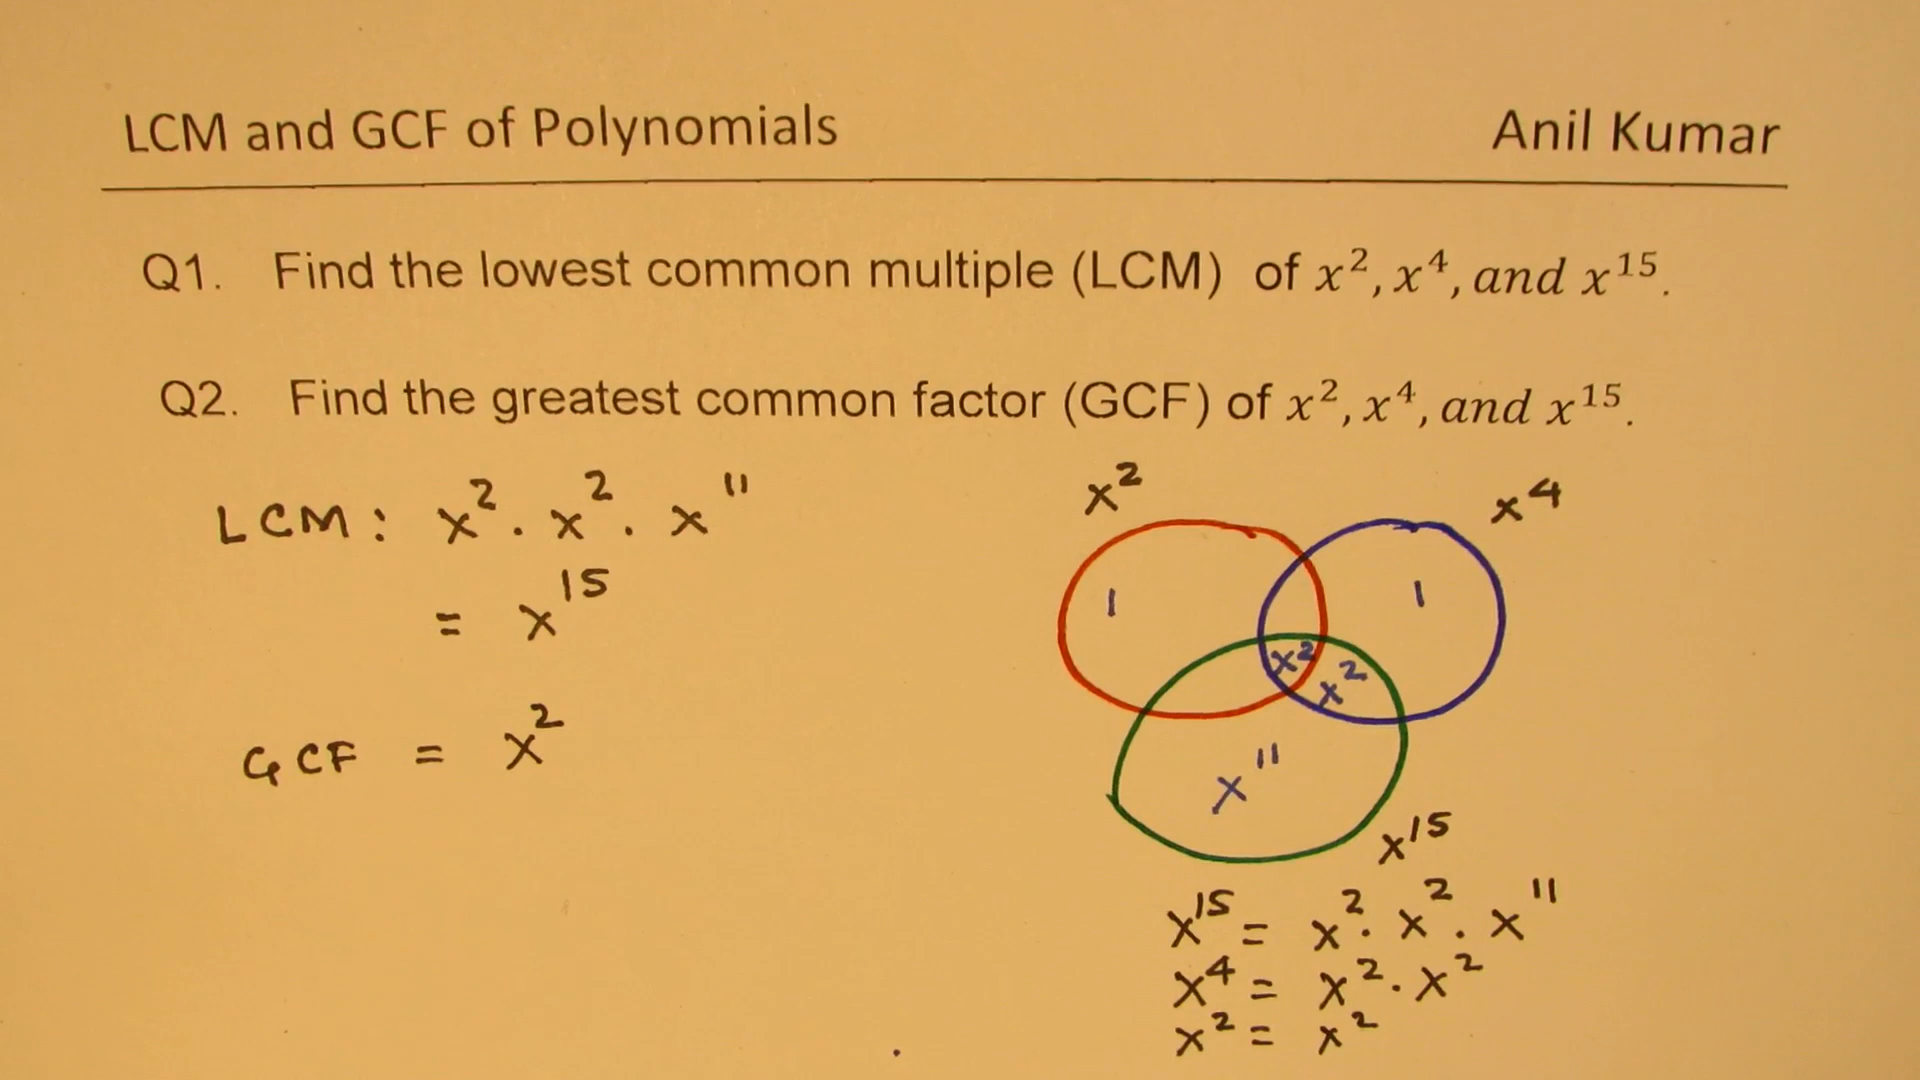 LCM and GCF of Polynomials Anil Kumar
Q1. Find the lowest common multiple (LCM) of x², x⁴, and x¹⁵.
Q2. Find the greatest common factor (GCF) of x², x⁴, and x¹⁵.
LCM: x² · x² · x¹¹
= x¹⁵
GCF = x²
x² x⁴
1 1
x²
x²
x¹¹
x¹⁵
x¹⁵ = x² · x² · x¹¹
x⁴ = x² · x²
x² = x²